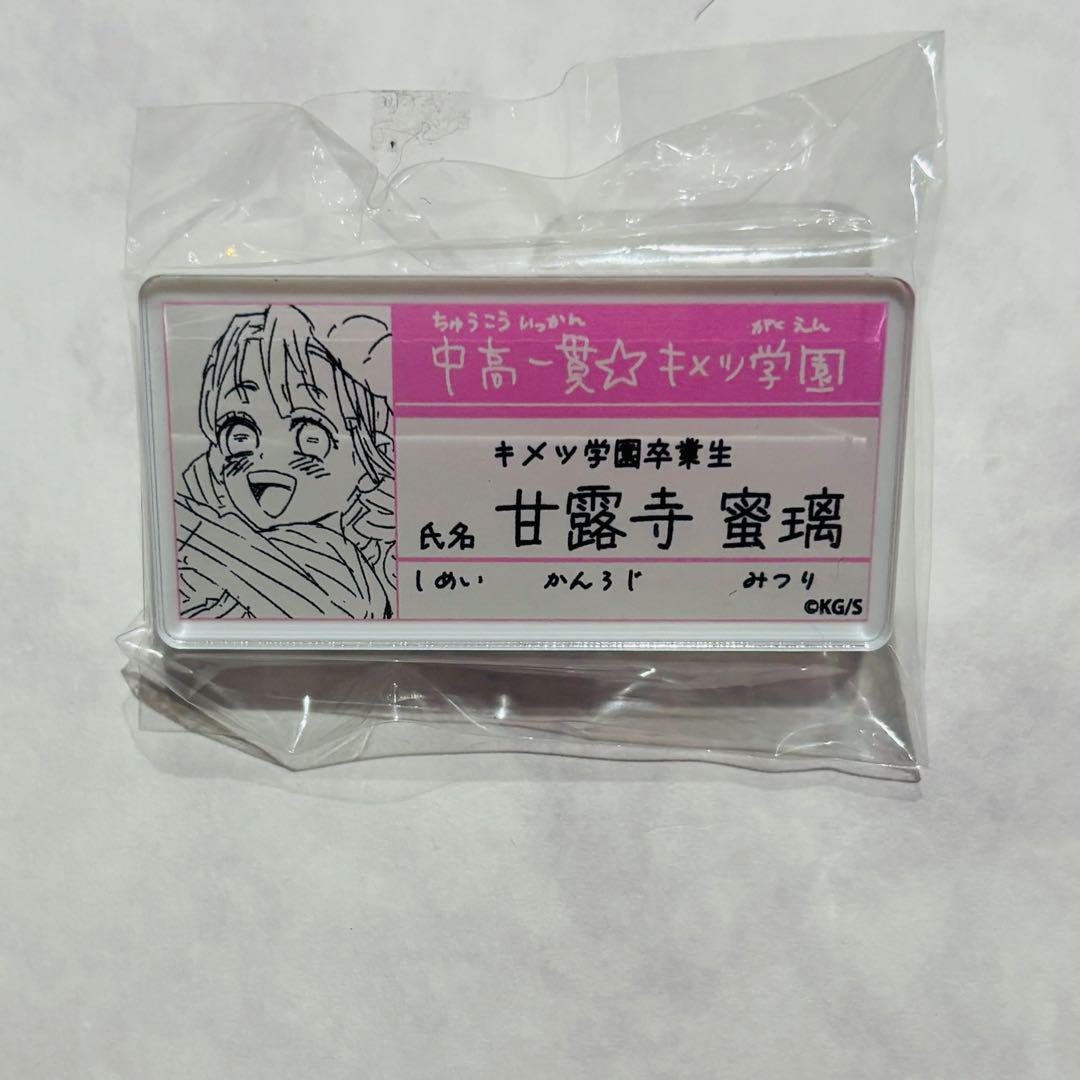 ちゅうこういっかん がくえん
中高一貫☆キメツ学園
キメツ学園卒業生
氏名 甘露寺 蜜璃
しめい かんろじ みつり
©KG/S